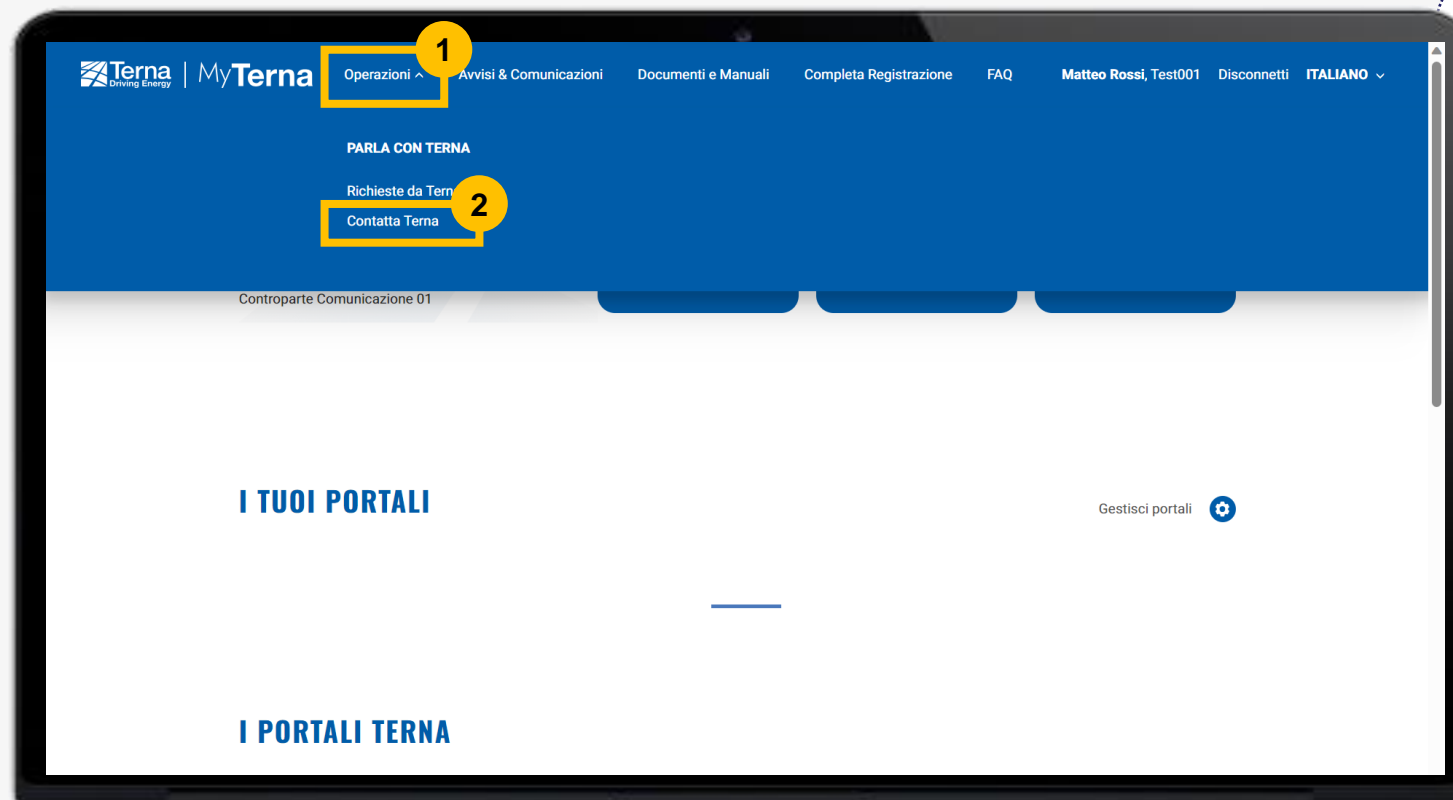 1
Terna
Driving Energy
MyTerna
Operazioni
Avvisi & Comunicazioni
Documenti e Manuali
Completa Registrazione
FAQ
Matteo Rossi, Test001
Disconnetti
ITALIANO
PARLA CON TERNA
Richieste da Tern
2
Contatta Terna
Controparte Comunicazione 01
I TUOI PORTALI
Gestisci portali
I PORTALI TERNA